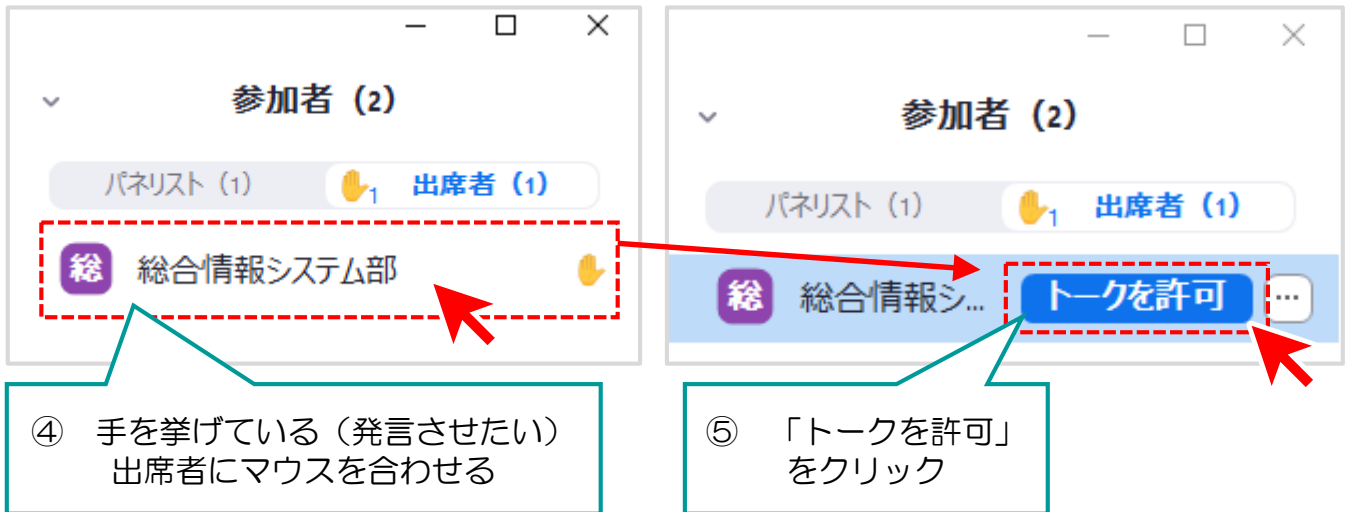 参加者（2）
パネリスト（1） 1 出席者（1）
総 総合情報システム部
④ 手を挙げている（発言させたい）
出席者にマウスを合わせる
参加者（2）
パネリスト（1） 1 出席者（1）
総 総合情報シ... トークを許可 ...
⑤ 「トークを許可」
をクリック